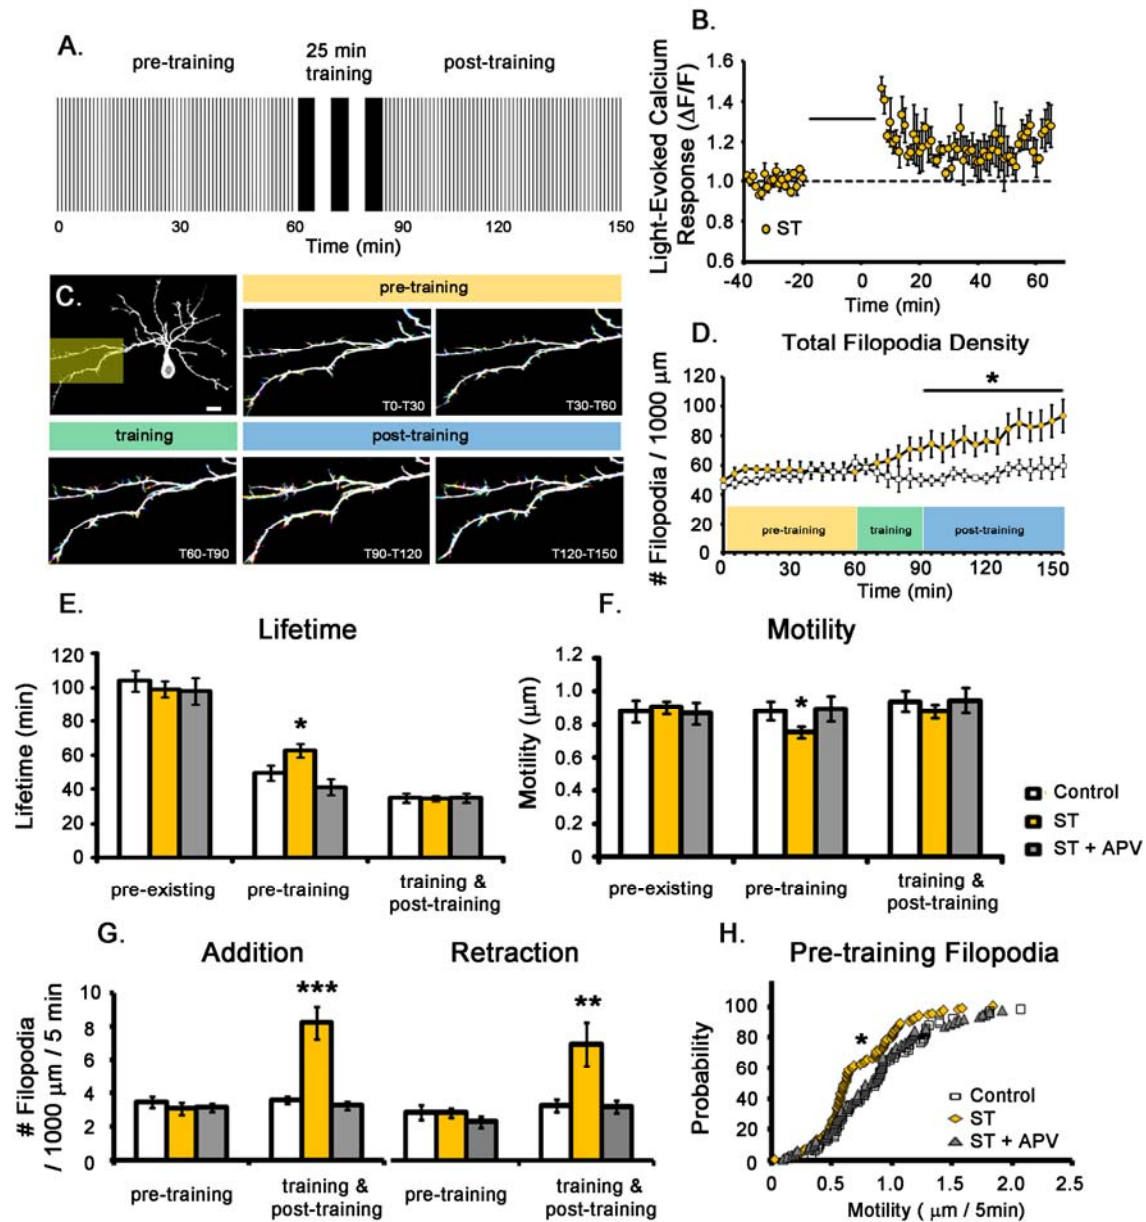 A.
pre-training
25 min
training
post-training
0 30 60 90 120 150
Time (min)
B.
Light-Evoked Calcium
Response (ΔF/F)
1.6
1.4
1.2
1.0
0.8
0.6
ST
-40 -20 0 20 40 60
Time (min)
C.
pre-training
T0-T30
T30-T60
training
post-training
T60-T90
T90-T120
T120-T150
D.
Total Filopodia Density
# Filopodia / 1000 μm
120
100
80
60
40
20
0
*
pre-training
training
post-training
0 30 60 90 120 150
Time (min)
E.
Lifetime
Lifetime (min)
120
100
80
60
40
20
0
*
pre-existing
pre-training
training &
post-training
F.
Motility
Motility (μm)
1.2
1.0
0.8
0.6
0.4
0.2
0
*
pre-existing
pre-training
training &
post-training
Control
ST
ST + APV
G.
Addition
Retraction
# Filopodia
/ 1000 μm / 5 min
10
8
6
4
2
0
***
**
pre-training
training &
post-training
pre-training
training &
post-training
H.
Pre-training Filopodia
Probability
100
80
60
40
20
0
*
Control
ST
ST + APV
0 0.5 1.0 1.5 2.0 2.5
Motility ( μm / 5min)